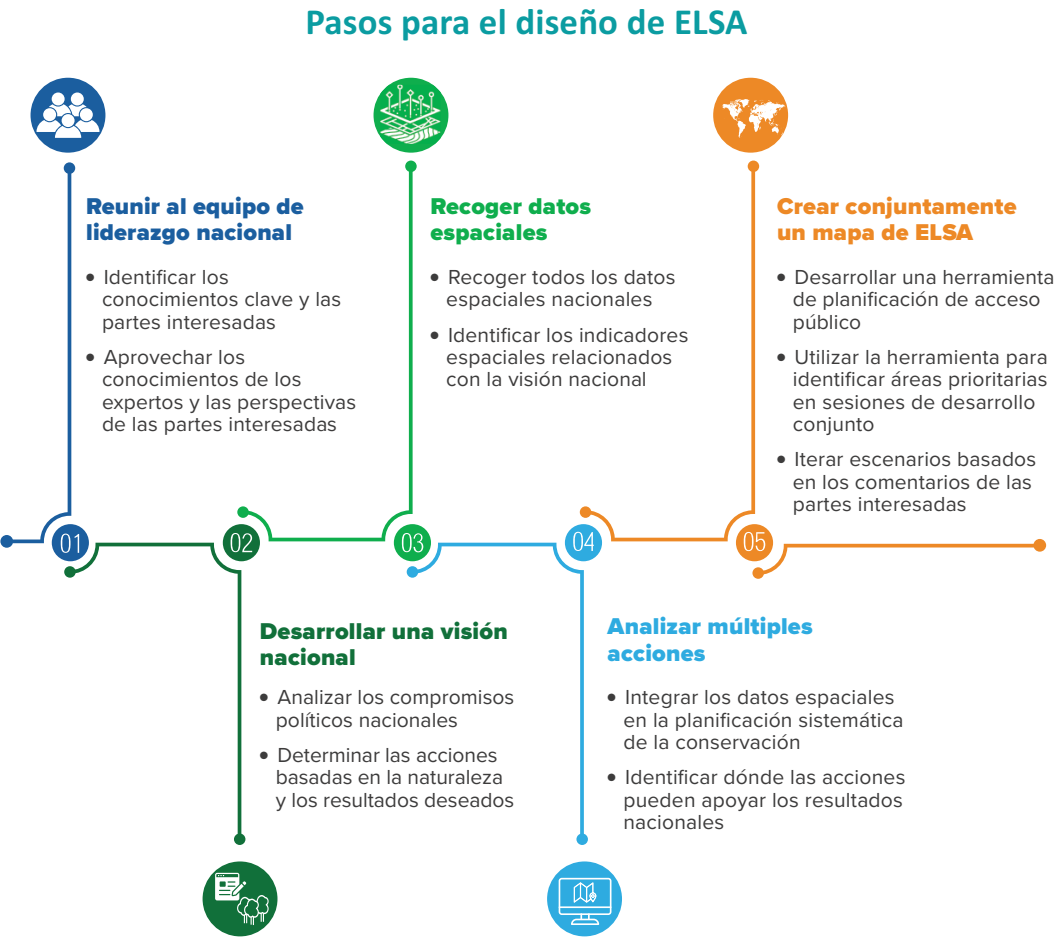 Pasos para el diseño de ELSA
Reunir al equipo de
liderazgo nacional
• Identificar los
conocimientos clave y las
partes interesadas
• Aprovechar los
conocimientos de los
expertos y las perspectivas
de las partes interesadas
Recoger datos
espaciales
• Recoger todos los datos
espaciales nacionales
• Identificar los indicadores
espaciales relacionados
con la visión nacional
Crear conjuntamente
un mapa de ELSA
• Desarrollar una herramienta
de planificación de acceso
público
• Utilizar la herramienta para
identificar áreas prioritarias
en sesiones de desarrollo
conjunto
• Iterar escenarios basados
en los comentarios de las
partes interesadas
01
02
03
04
05
Desarrollar una visión
nacional
• Analizar los compromisos
políticos nacionales
• Determinar las acciones
basadas en la naturaleza
y los resultados deseados
Analizar múltiples
acciones
• Integrar los datos espaciales
en la planificación sistemática
de la conservación
• Identificar dónde las acciones
pueden apoyar los resultados
nacionales